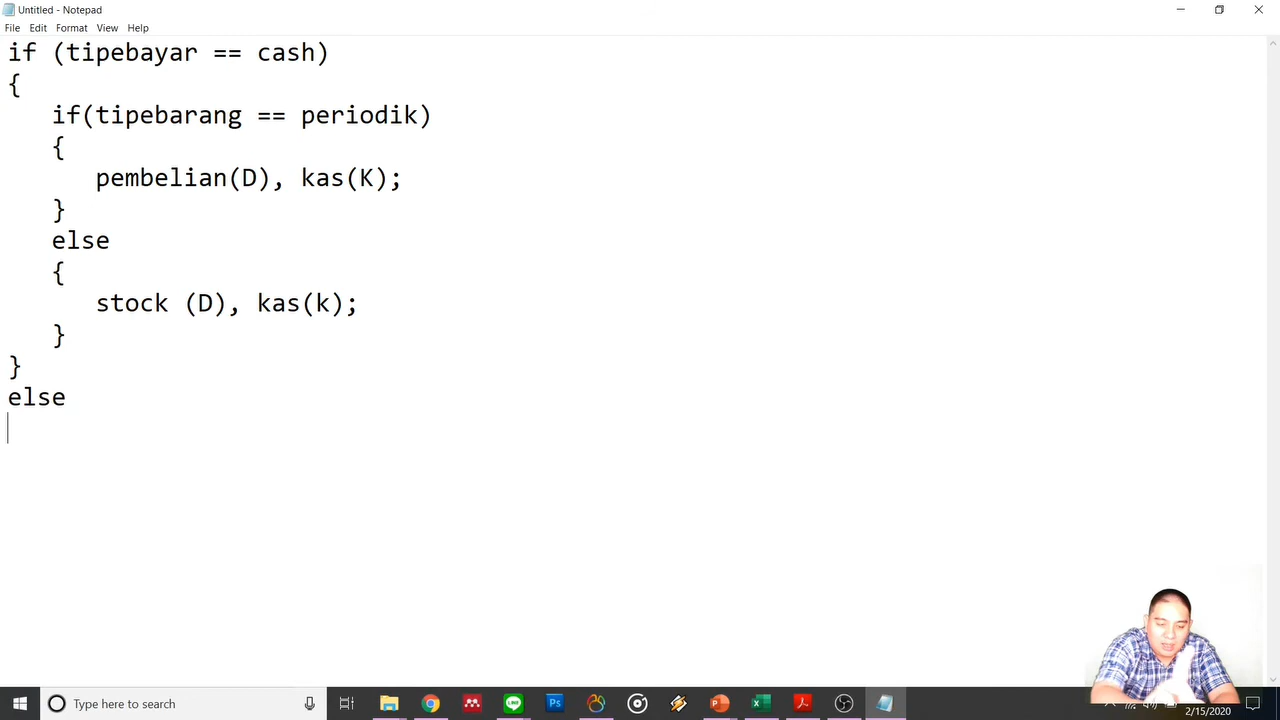 Untitled - Notepad
File Edit Format View Help
if (tipebayar == cash)
{
if(tipebarang == periodik)
{
pembelian(D), kas(K);
}
else
{
stock (D), kas(k);
}
}
else
Type here to search
Ps
2/15/2020